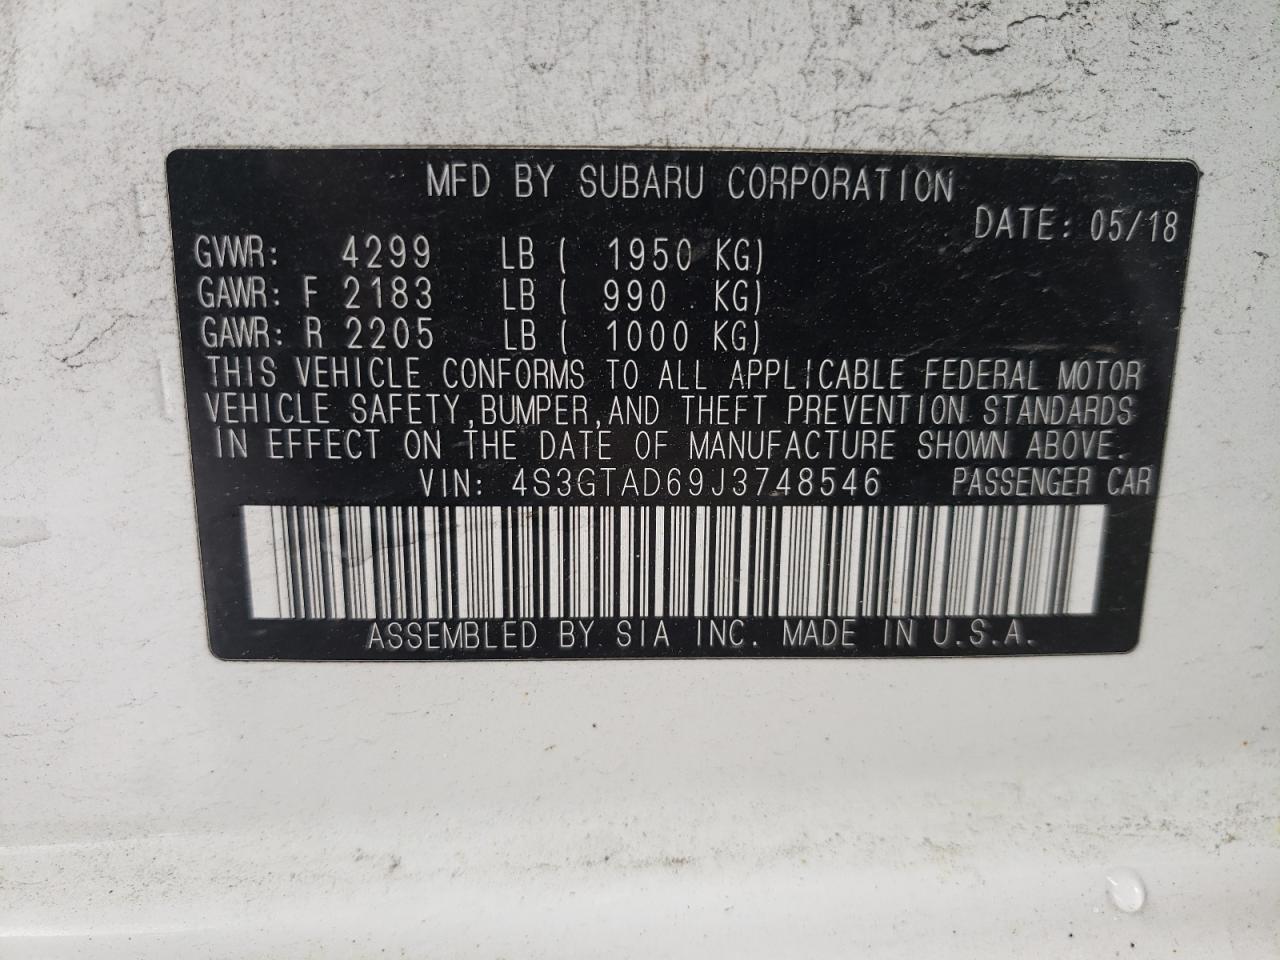 MFD BY SUBARU CORPORATION
DATE: 05/18
GVWR: 4299 LB ( 1950 KG)
GAWR: F 2183 LB ( 990 KG)
GAWR: R 2205 LB ( 1000 KG)
THIS VEHICLE CONFORMS TO ALL APPLICABLE FEDERAL MOTOR
VEHICLE SAFETY,BUMPER,AND THEFT PREVENTION STANDARDS
IN EFFECT ON THE DATE OF MANUFACTURE SHOWN ABOVE.
VIN: 4S3GTAD69J3748546 PASSENGER CAR
ASSEMBLED BY SIA INC. MADE IN U.S.A.